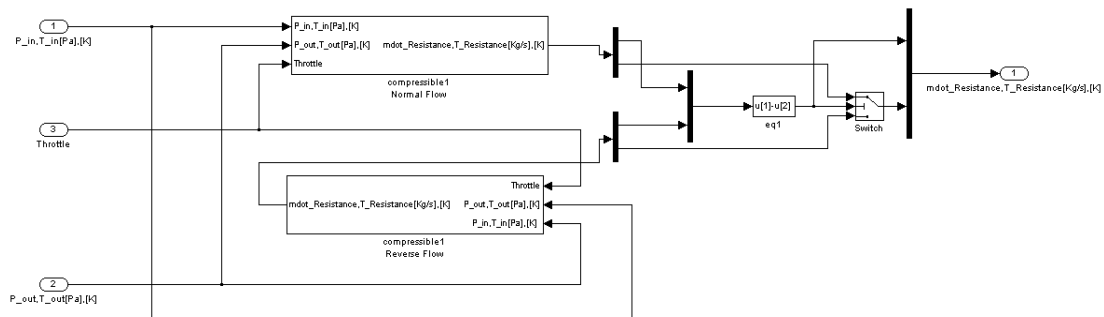 1
P_in,T_in[Pa],[K]
P_in,T_in[Pa],[K]
P_out,T_out[Pa],[K]
mdot_Resistance,T_Resistance[Kg/s],[K]
Throttle
compressible1
Normal Flow
3
Throttle
u[1]-u[2]
eq1
Switch
1
mdot_Resistance,T_Resistance[Kg/s],[K]
Throttle
mdot_Resistance,T_Resistance[Kg/s],[K]
P_out,T_out[Pa],[K]
P_in,T_in[Pa],[K]
compressible1
Reverse Flow
2
P_out,T_out[Pa],[K]